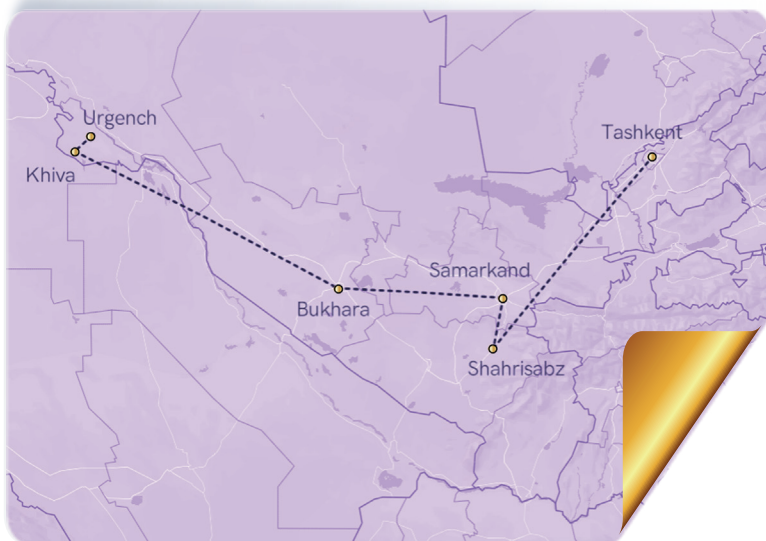 Urgench
Tashkent
Khiva
Samarkand
Bukhara
Shahrisabz